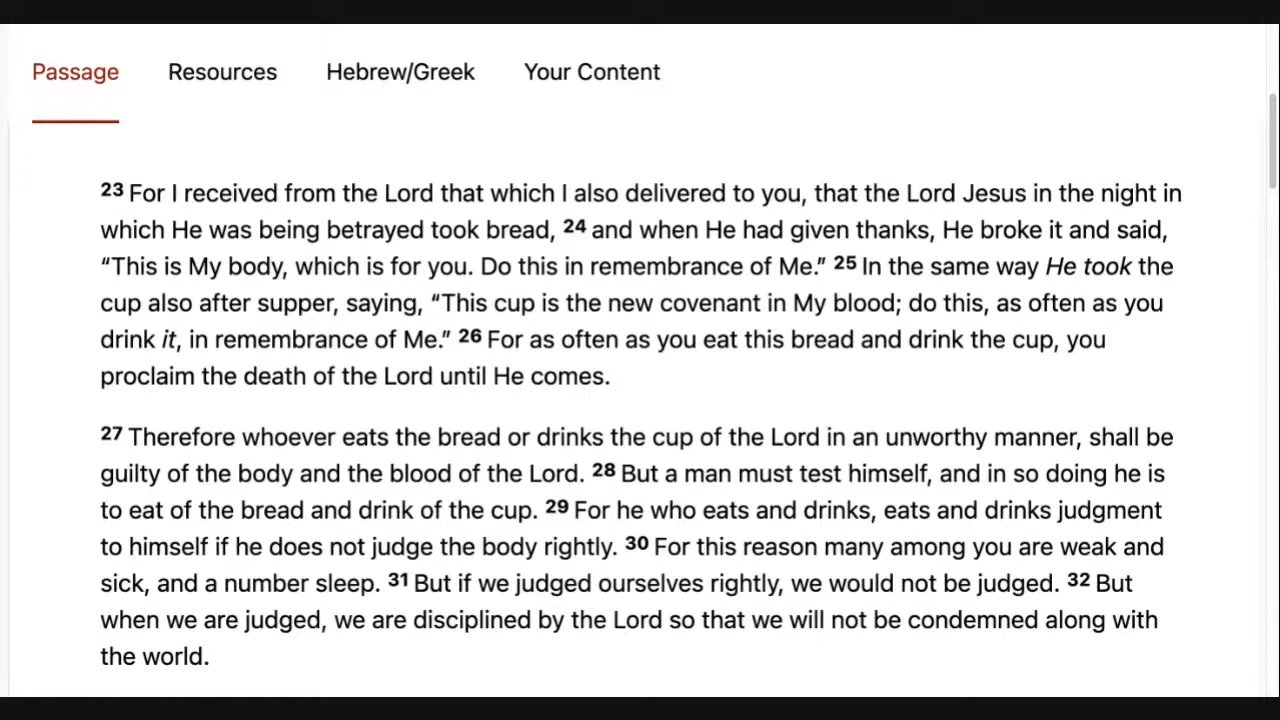 Passage Resources Hebrew/Greek Your Content
23 For I received from the Lord that which I also delivered to you, that the Lord Jesus in the night in
which He was being betrayed took bread, 24 and when He had given thanks, He broke it and said,
“This is My body, which is for you. Do this in remembrance of Me.” 25 In the same way He took the
cup also after supper, saying, “This cup is the new covenant in My blood; do this, as often as you
drink it, in remembrance of Me.” 26 For as often as you eat this bread and drink the cup, you
proclaim the death of the Lord until He comes.
27 Therefore whoever eats the bread or drinks the cup of the Lord in an unworthy manner, shall be
guilty of the body and the blood of the Lord. 28 But a man must test himself, and in so doing he is
to eat of the bread and drink of the cup. 29 For he who eats and drinks, eats and drinks judgment
to himself if he does not judge the body rightly. 30 For this reason many among you are weak and
sick, and a number sleep. 31 But if we judged ourselves rightly, we would not be judged. 32 But
when we are judged, we are disciplined by the Lord so that we will not be condemned along with
the world.